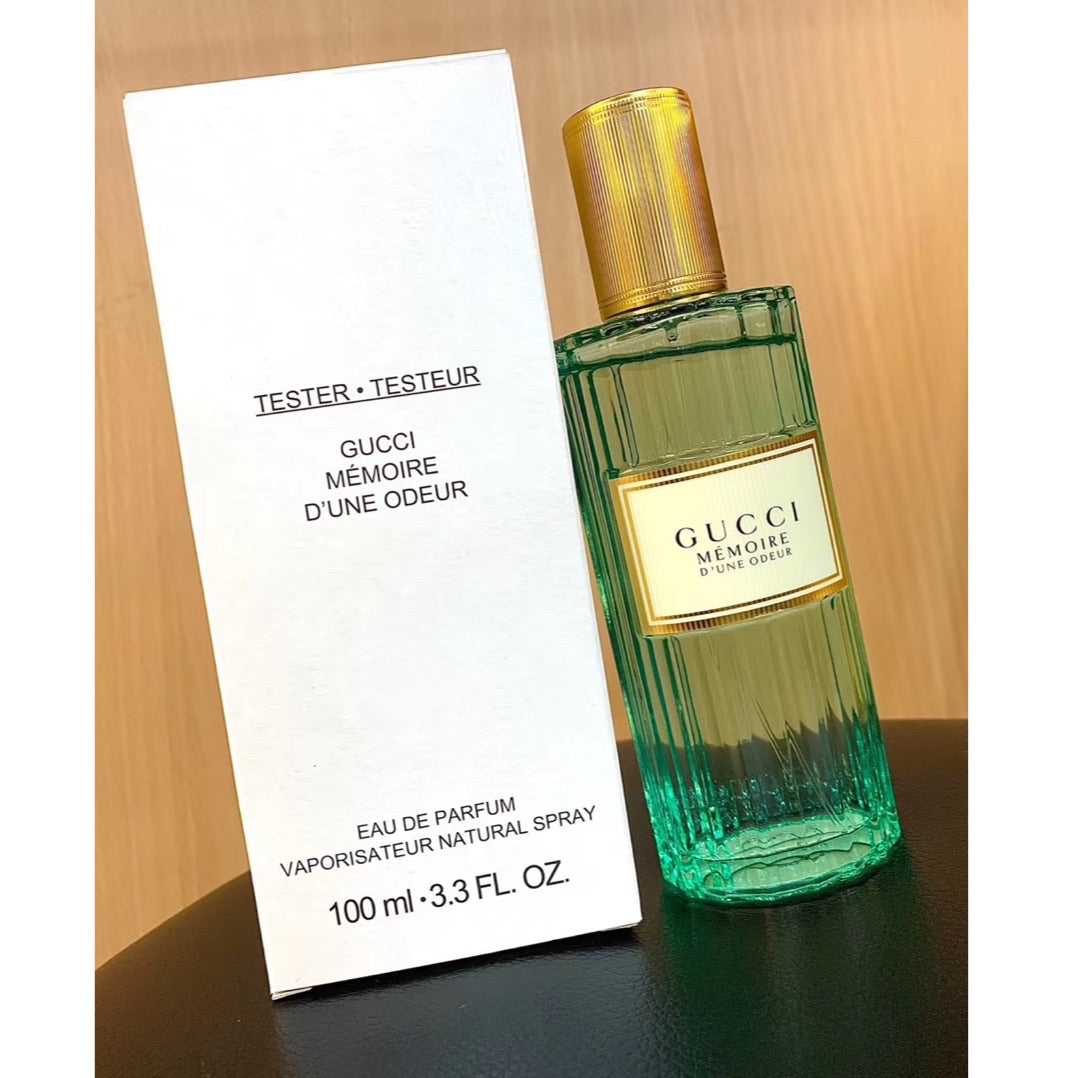 TESTER • TESTEUR
GUCCI
MÉMOIRE
D'UNE ODEUR
EAU DE PARFUM
VAPORISATEUR NATURAL SPRAY
100 ml • 3.3 FL. OZ.
GUCCI
MÉMOIRE
D'UNE ODEUR